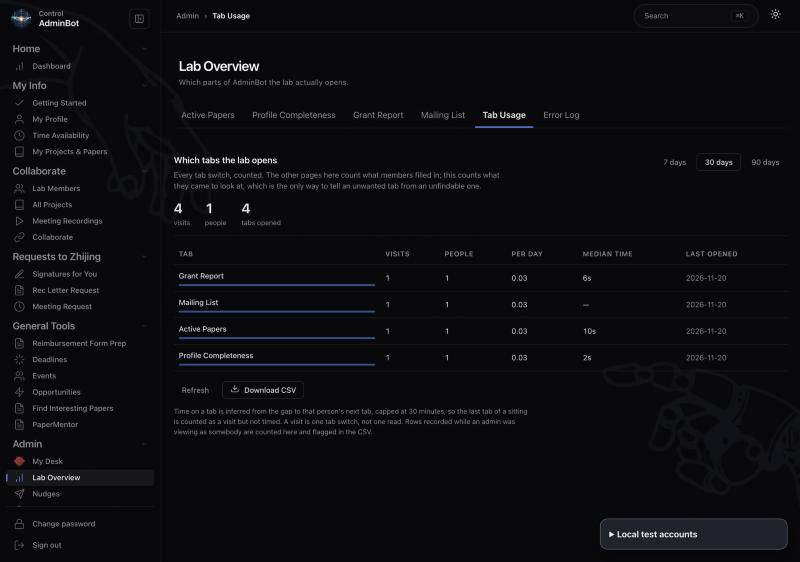 Control
AdminBot
Home
Dashboard
My Info
Getting Started
My Profile
Time Availability
My Projects & Papers
Collaborate
Lab Members
All Projects
Meeting Recordings
Collaborate
Requests to Zhijing
Signatures for You
Rec Letter Request
Meeting Request
General Tools
Reimbursement Form Prep
Deadlines
Events
Opportunities
Find Interesting Papers
PaperMentor
Admin
My Desk
Lab Overview
Nudges
Change password
Sign out
Admin › Tab Usage
Search ⌘K
Lab Overview
Which parts of AdminBot the lab actually opens.
Active Papers Profile Completeness Grant Report Mailing List Tab Usage Error Log
Which tabs the lab opens
7 days 30 days 90 days
Every tab switch, counted. The other pages here count what members filled in; this counts what
they came to look at, which is the only way to tell an unwanted tab from an unfindable one.
4 1 4
visits people tabs opened
TAB VISITS PEOPLE PER DAY MEDIAN TIME LAST OPENED
Grant Report 1 1 0.03 6s 2026-11-20
Mailing List 1 1 0.03 — 2026-11-20
Active Papers 1 1 0.03 10s 2026-11-20
Profile Completeness 1 1 0.03 2s 2026-11-20
Refresh Download CSV
Time on a tab is inferred from the gap to that person's next tab, capped at 30 minutes, so the last tab of a sitting
is counted as a visit but not timed. A visit is one tab switch, not one read. Rows recorded while an admin was
viewing as somebody are counted here and flagged in the CSV.
Local test accounts